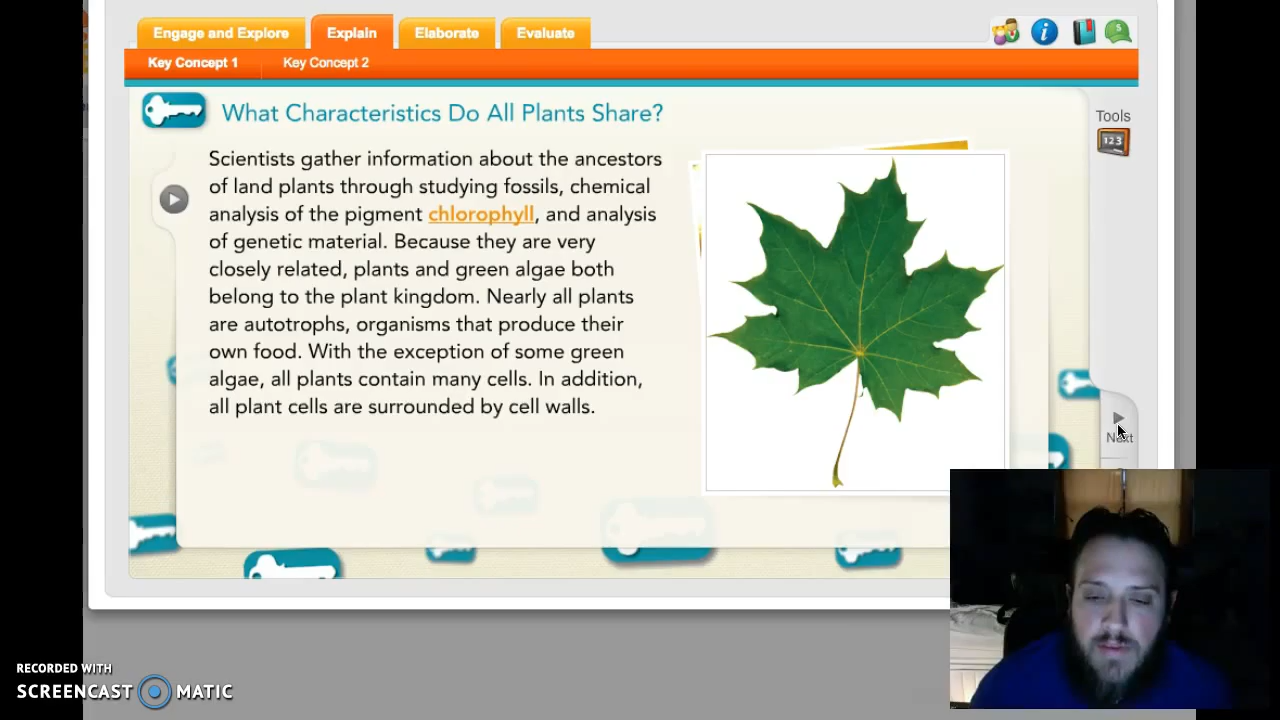 Engage and Explore
Explain
Elaborate
Evaluate
Key Concept 1
Key Concept 2
What Characteristics Do All Plants Share?
Tools
123
Scientists gather information about the ancestors
of land plants through studying fossils, chemical
analysis of the pigment chlorophyll, and analysis
of genetic material. Because they are very
closely related, plants and green algae both
belong to the plant kingdom. Nearly all plants
are autotrophs, organisms that produce their
own food. With the exception of some green
algae, all plants contain many cells. In addition,
all plant cells are surrounded by cell walls.
Next
RECORDED WITH
SCREENCAST MATIC